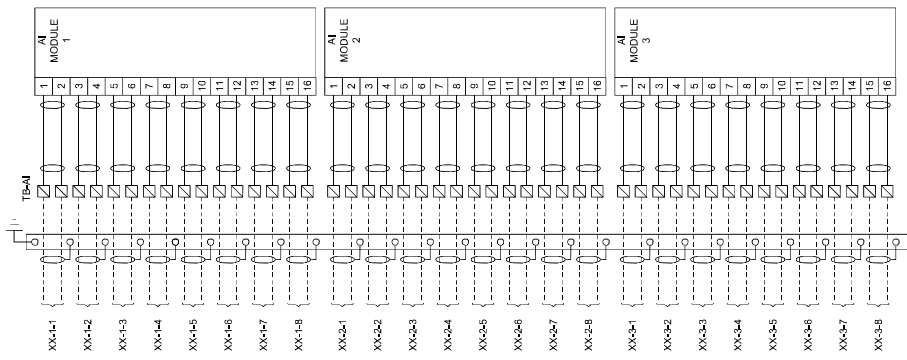 AI
MODULE
1
AI
MODULE
2
AI
MODULE
3
1 2 3 4 5 6 7 8 9 10 11 12 13 14 15 16
1 2 3 4 5 6 7 8 9 10 11 12 13 14 15 16
1 2 3 4 5 6 7 8 9 10 11 12 13 14 15 16
TB-AI
XX-1-1
XX-1-2
XX-1-3
XX-1-4
XX-1-5
XX-1-6
XX-1-7
XX-1-8
XX-2-1
XX-2-2
XX-2-3
XX-2-4
XX-2-5
XX-2-6
XX-2-7
XX-2-8
XX-3-1
XX-3-2
XX-3-3
XX-3-4
XX-3-5
XX-3-6
XX-3-7
XX-3-8